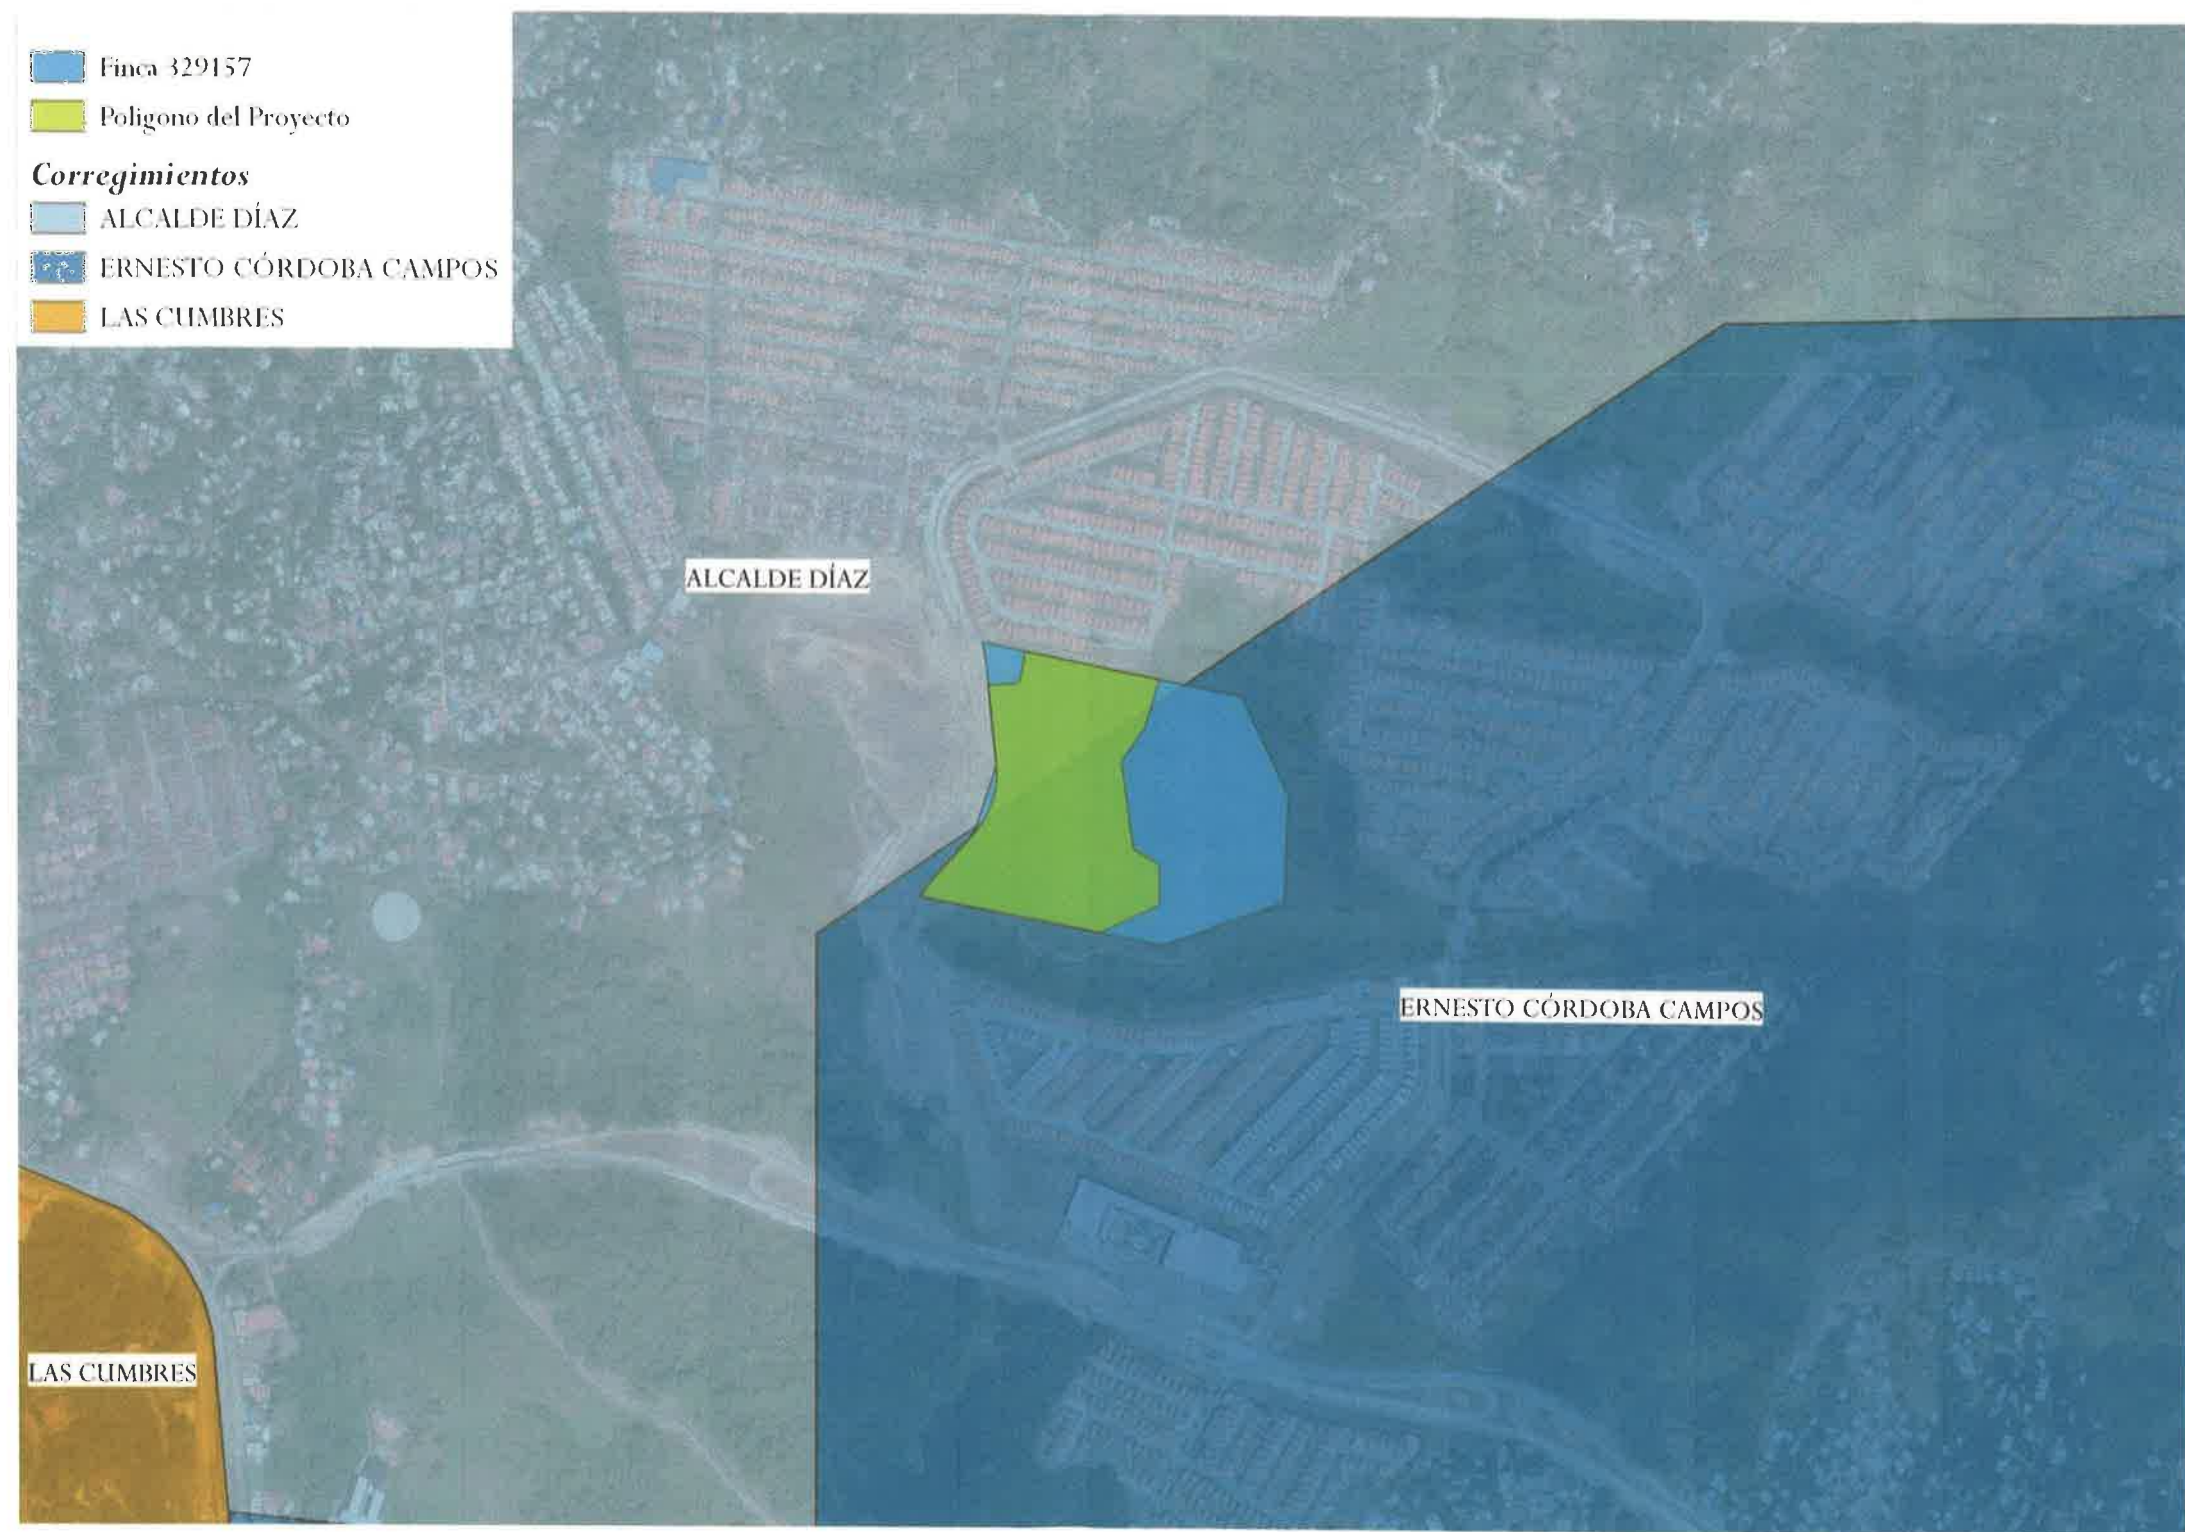 Finca 329157
Poligono del Proyecto
Corregimientos
ALCALDE DÍAZ
ERNESTO CÓRDOBA CAMPOS
LAS CUMBRES
ALCALDE DÍAZ
ERNESTO CÓRDOBA CAMPOS
LAS CUMBRES